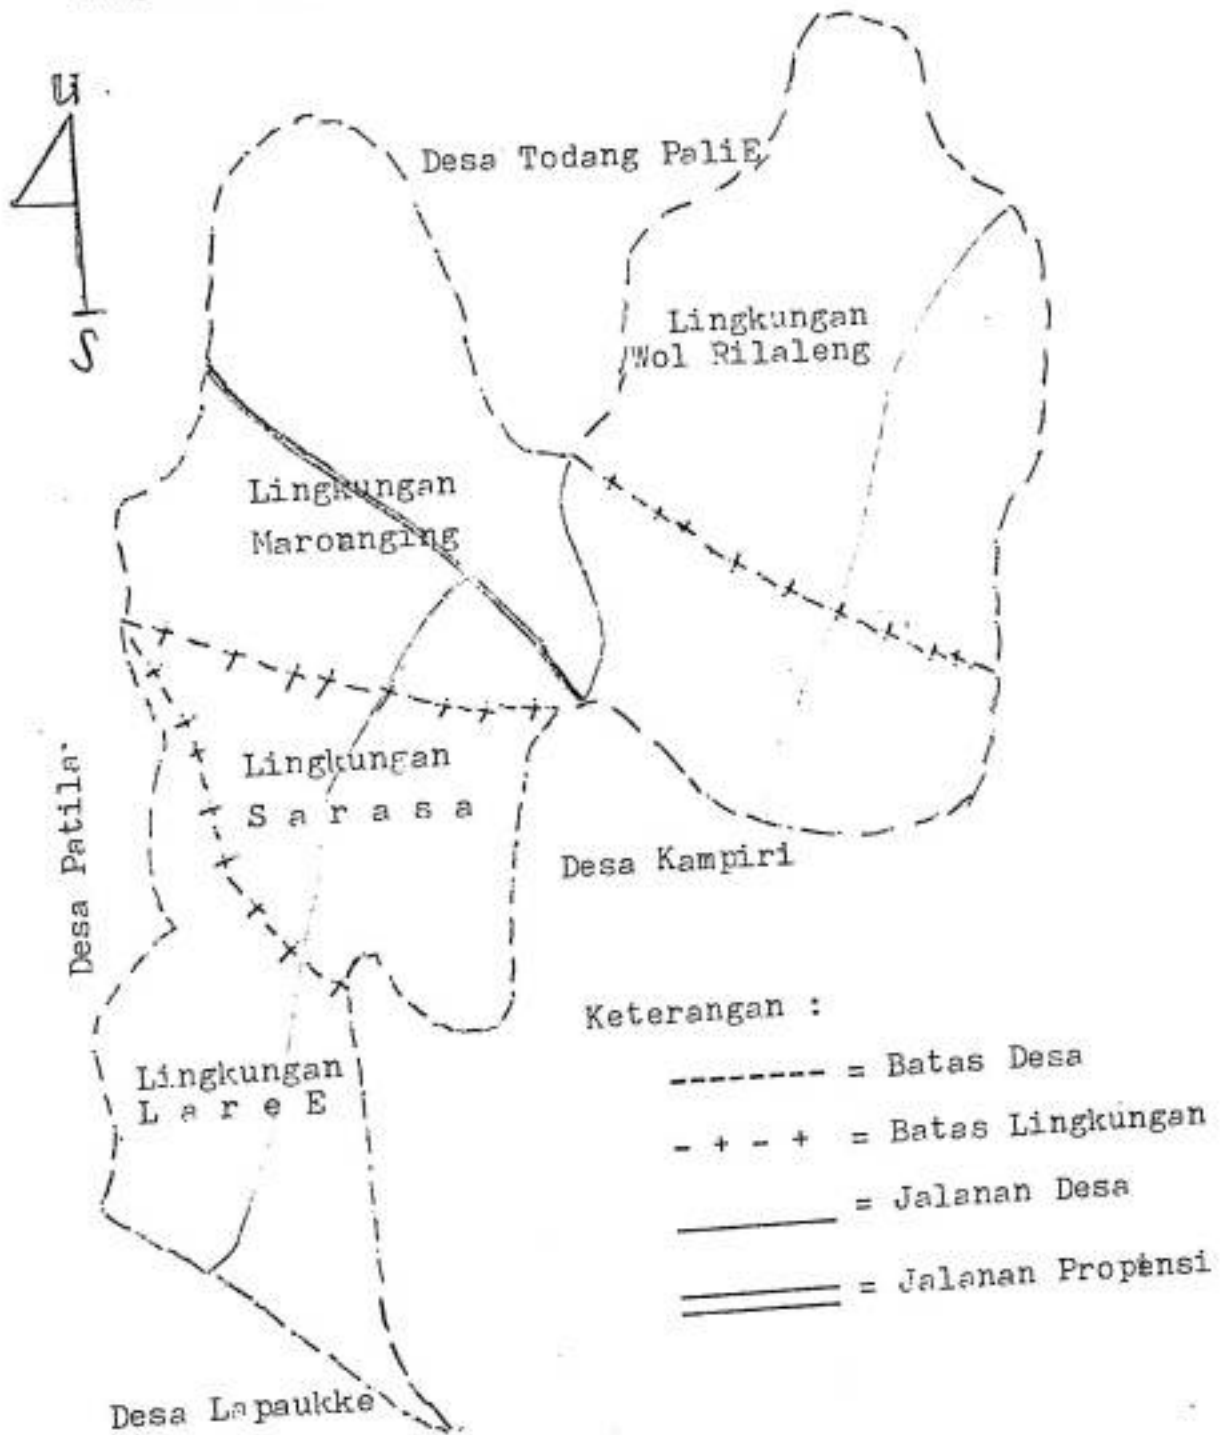 U
S
Desa Todang PaliE
Lingkungan
Wol Rilaleng
Lingkungan
Maroanging
Lingkungan
S a r a s a
Desa Patila
Desa Kampiri
Lingkungan
L a r e E
Desa Lapaukke
Keterangan :
-------- = Batas Desa
- + - + = Batas Lingkungan
= Jalanan Desa
= Jalanan Propinsi